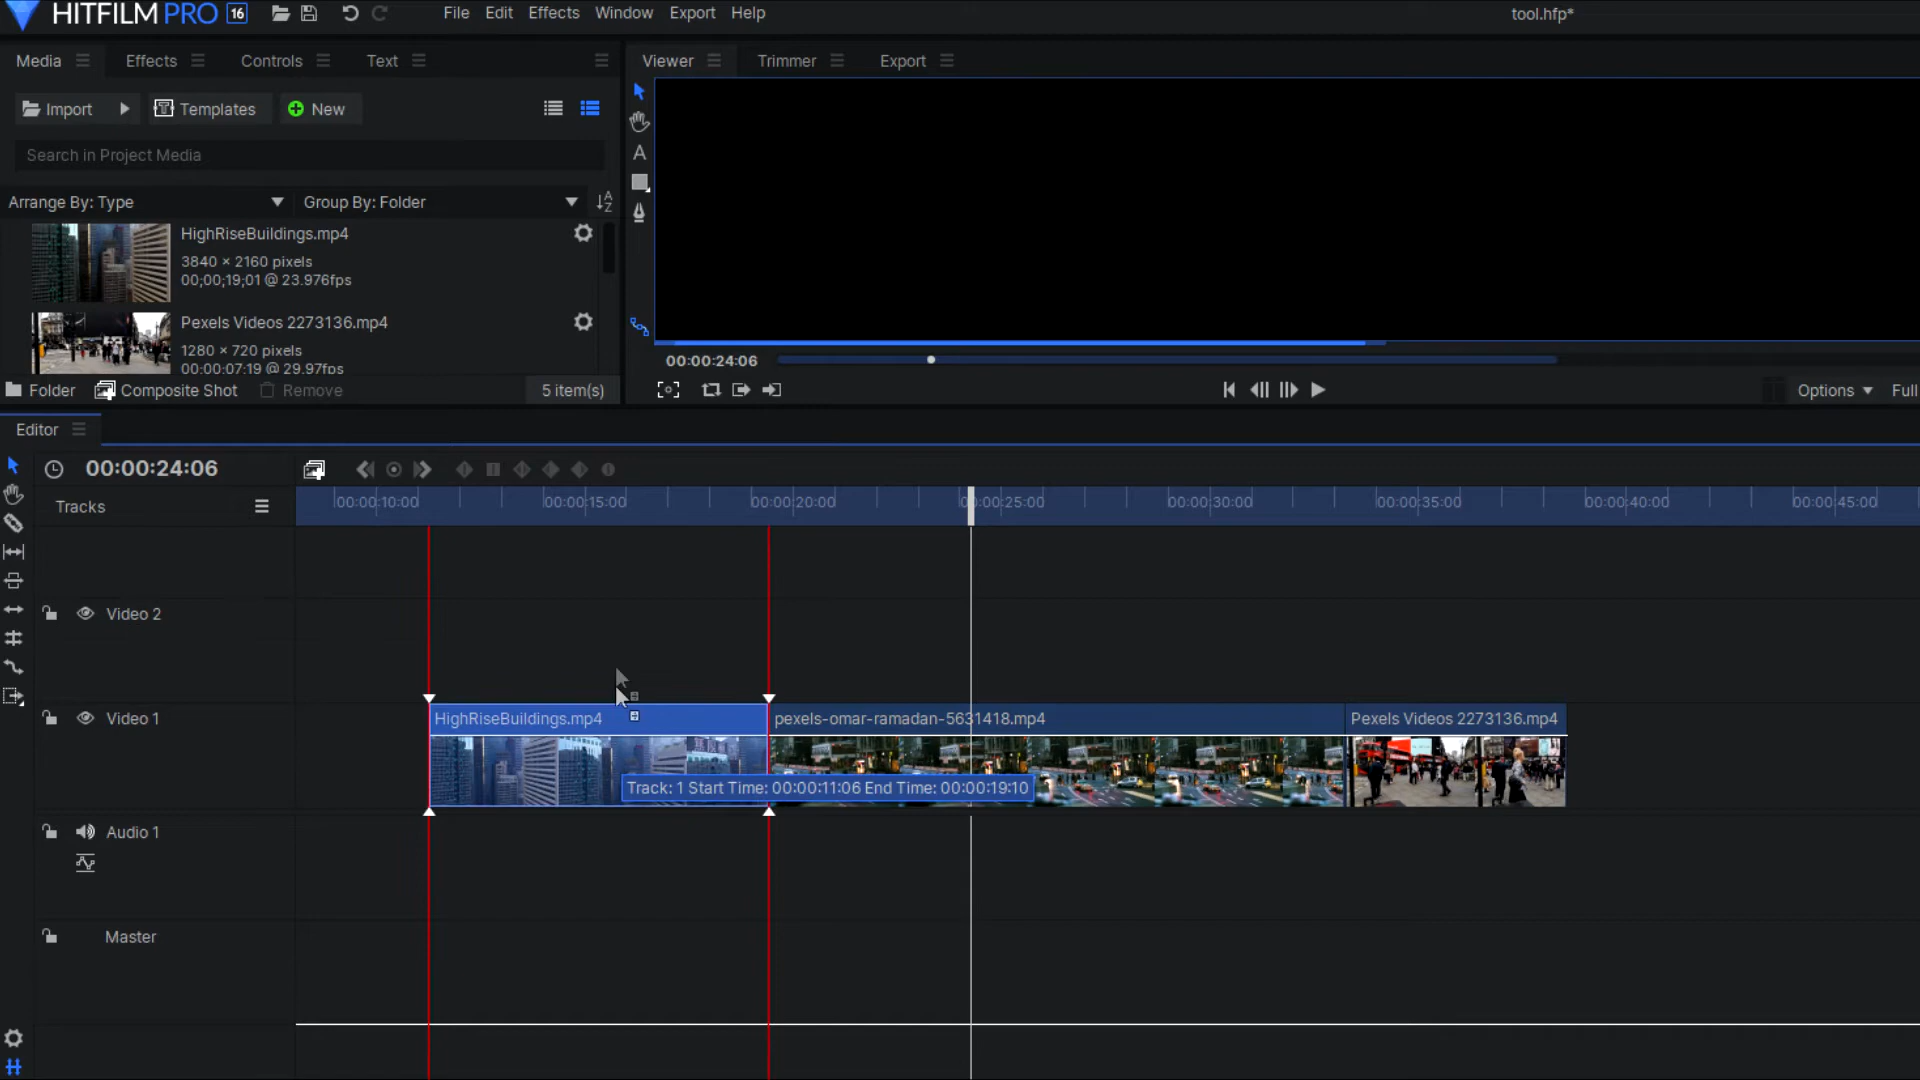 HITFILM PRO 16
File Edit Effects Window Export Help
tool.hfp*
Media Effects Controls Text
Viewer Trimmer Export
Import Templates New
Search in Project Media
Arrange By: Type Group By: Folder
HighRiseBuildings.mp4
3840 × 2160 pixels
00;00;19;01 @ 23.976fps
Pexels Videos 2273136.mp4
1280 × 720 pixels
00:00:07:19 @ 29.97fps
Folder Composite Shot Remove 5 item(s)
00:00:24:06
Options Full
Editor
00:00:24:06
Tracks
00:00:10:00 00:00:15:00 00:00:20:00 00:00:25:00 00:00:30:00 00:00:35:00 00:00:40:00 00:00:45:00
Video 2
Video 1
HighRiseBuildings.mp4 pexels-omar-ramadan-5631418.mp4 Pexels Videos 2273136.mp4
Track: 1 Start Time: 00:00:11:06 End Time: 00:00:19:10
Audio 1
Master